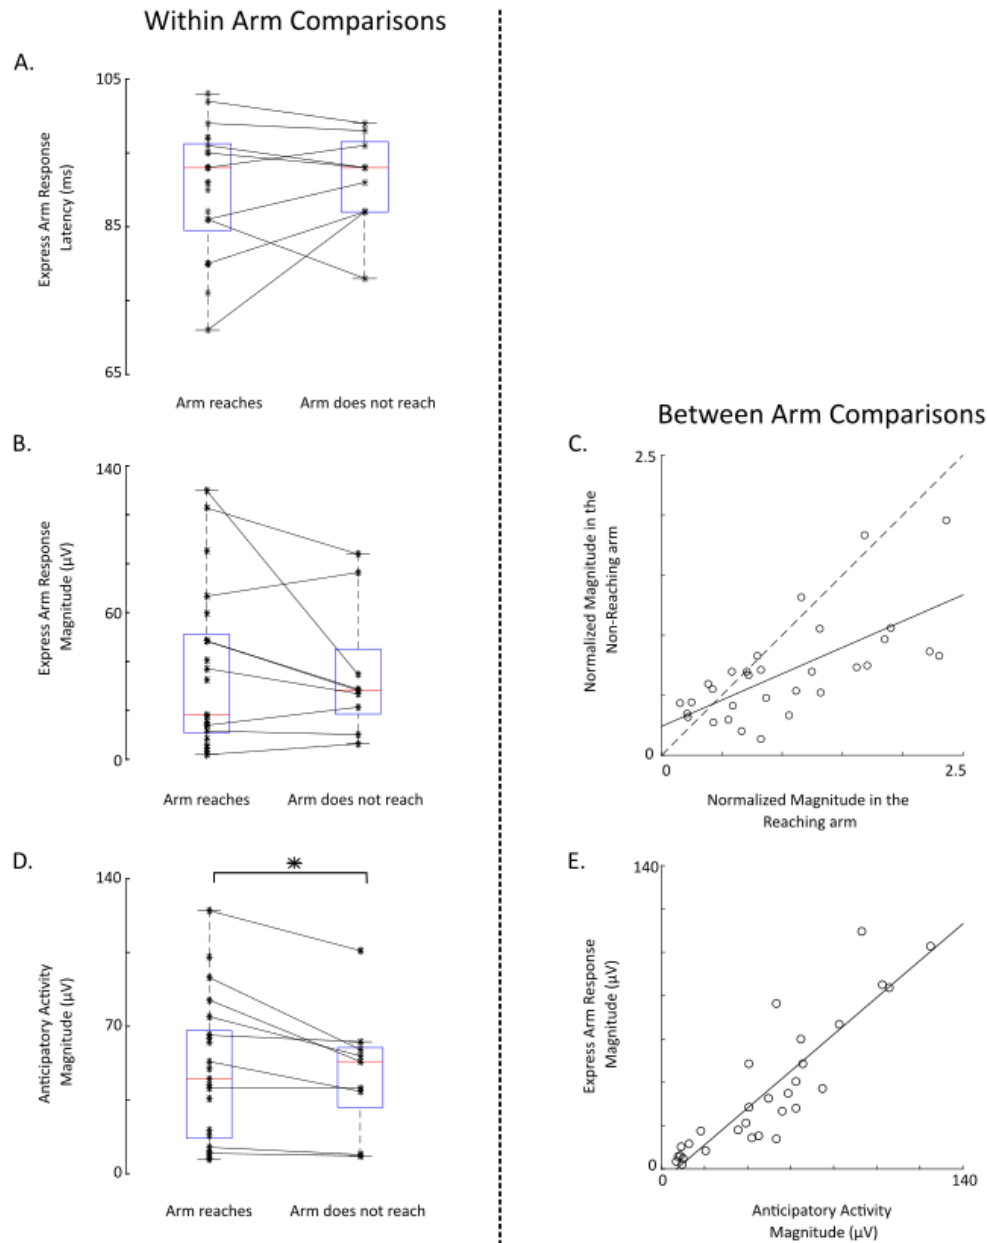 Within Arm Comparisons
A.
105
85
65
Express Arm Response
Latency (ms)
Arm reaches
Arm does not reach
B.
140
60
0
Express Arm Response
Magnitude (µV)
Arm reaches
Arm does not reach
Between Arm Comparisons
C.
2.5
0
Normalized Magnitude in the
Non-Reaching arm
0
2.5
Normalized Magnitude in the
Reaching arm
D.
*
140
70
0
Anticipatory Activity
Magnitude (µV)
Arm reaches
Arm does not reach
E.
140
0
Express Arm Response
Magnitude (µV)
0
140
Anticipatory Activity
Magnitude (µV)